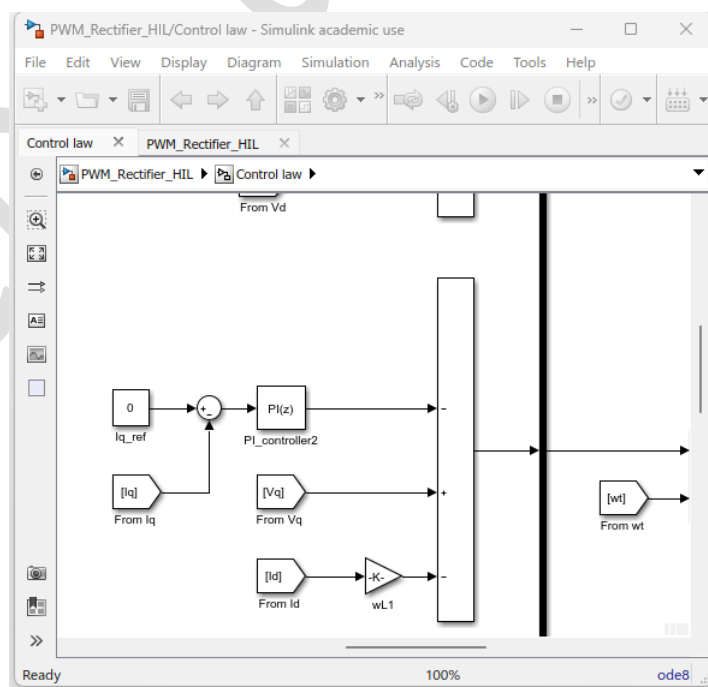 PWM_Rectifier_HIL/Control law - Simulink academic use
File Edit View Display Diagram Simulation Analysis Code Tools Help
Control law PWM_Rectifier_HIL
PWM_Rectifier_HIL Control law
From Vd
0
Iq_ref
+
-
PI(z)
PI_controller2
-
[Iq]
From Iq
[Vq]
From Vq
+
[wt]
From wt
[Id]
From Id
-K-
wL1
-
Ready 100% ode8